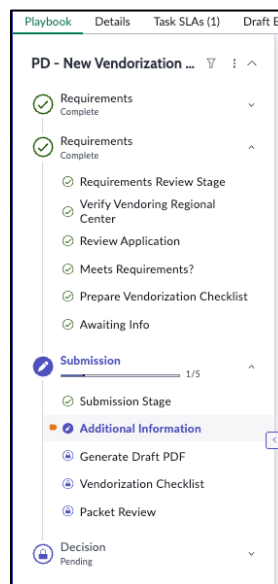 Playbook Details Task SLAs (1) Draft E
PD - New Vendorization ...
Requirements
Complete
Requirements
Complete
Requirements Review Stage
Verify Vendoring Regional
Center
Review Application
Meets Requirements?
Prepare Vendorization Checklist
Awaiting Info
Submission
1/5
Submission Stage
Additional Information
Generate Draft PDF
Vendorization Checklist
Packet Review
Decision
Pending